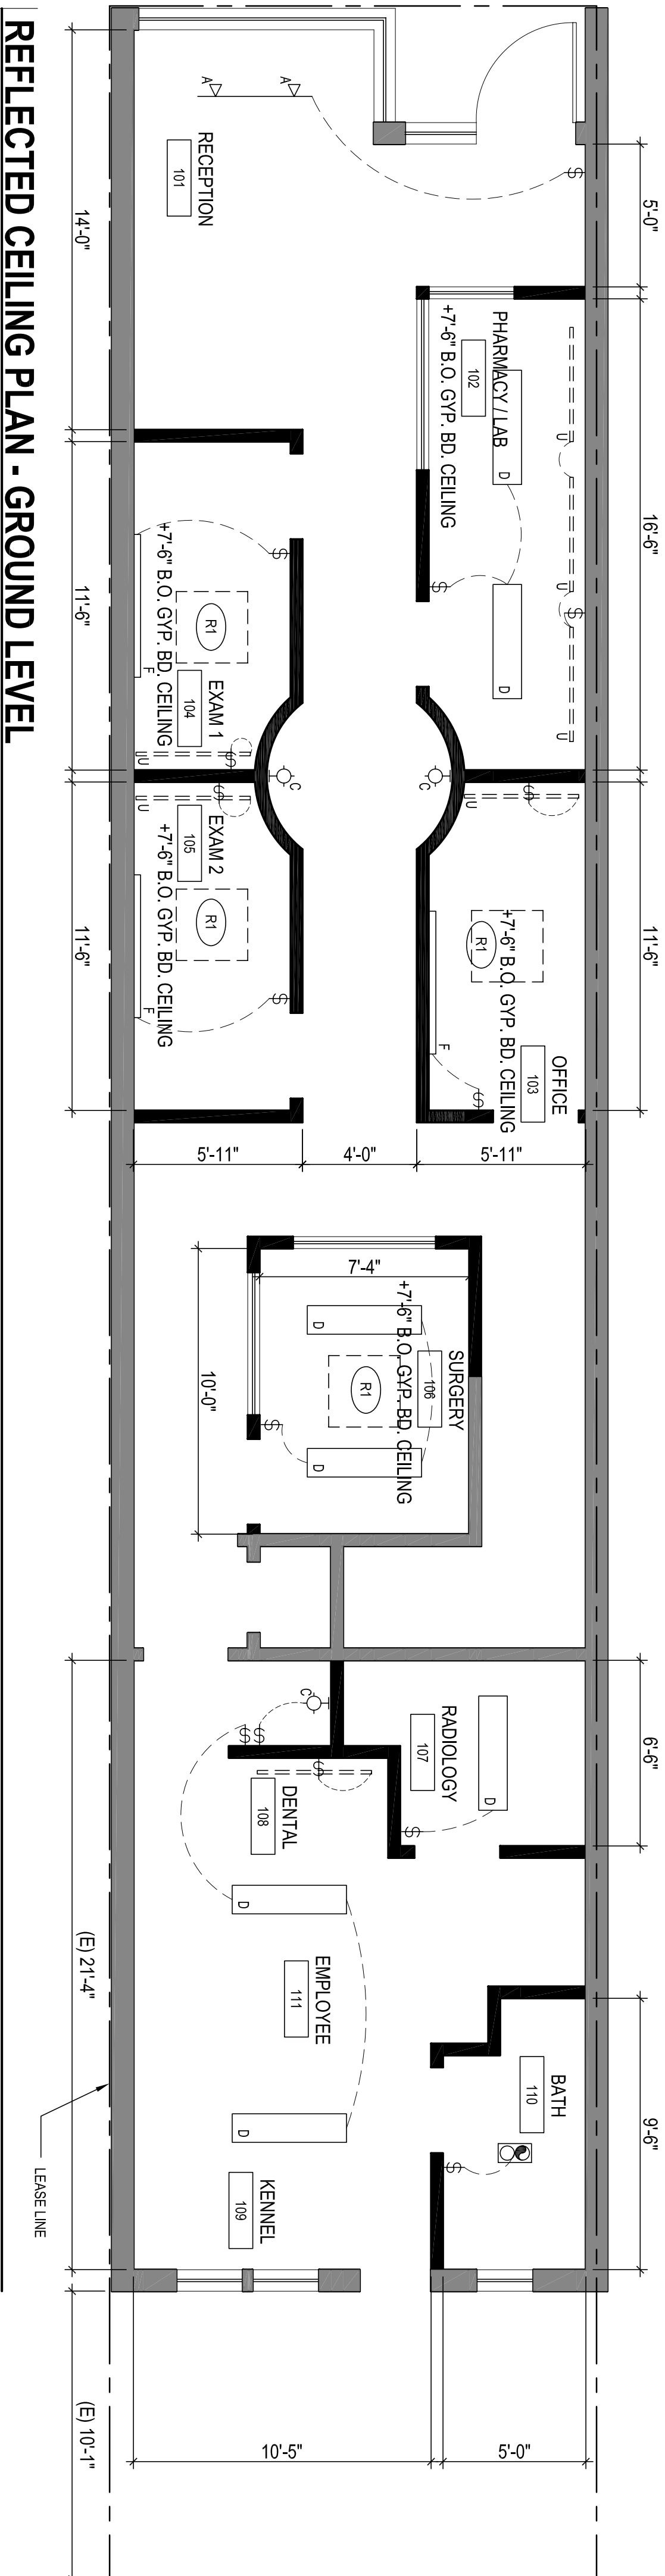 5'-0"
16'-6"
11'-6"
6'-6"
9'-6"
A
A
S
RECEPTION
101
PHARMACY / LAB
102
+7'-6" B.O. GYP. BD. CEILING
D
D
U
U
U
S
S
OFFICE
103
+7'-6" B.O. GYP. BD. CEILING
R1
F
U
S
S
C
C
EXAM 1
104
+7'-6" B.O. GYP. BD. CEILING
R1
F
U
S
S
EXAM 2
105
+7'-6" B.O. GYP. BD. CEILING
R1
F
U
S
S
5'-11"
4'-0"
5'-11"
SURGERY
106
+7'-6" B.O. GYP. BD. CEILING
R1
D
D
S
7'-4"
10'-0"
RADIOLOGY
107
D
S
C
S
S
S
DENTAL
108
EMPLOYEE
111
D
D
BATH
110
S
KENNEL
109
10'-5"
5'-0"
14'-0"
11'-6"
11'-6"
(E) 21'-4"
(E) 10'-1"
LEASE LINE
REFLECTED CEILING PLAN - GROUND LEVEL